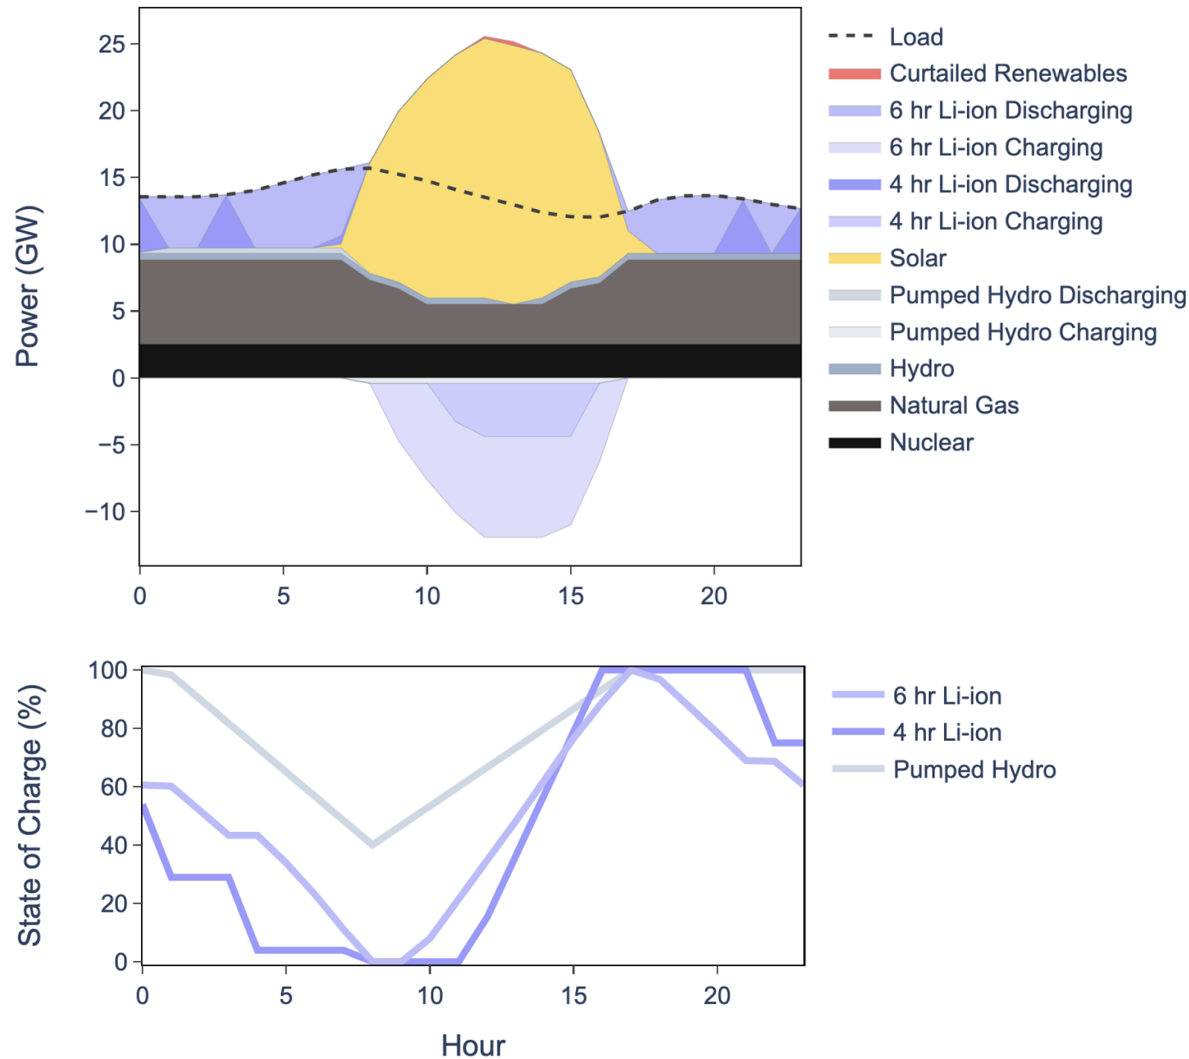 25
20
15
10
5
0
−5
−10
Power (GW)
0 5 10 15 20
Load
Curtailed Renewables
6 hr Li-ion Discharging
6 hr Li-ion Charging
4 hr Li-ion Discharging
4 hr Li-ion Charging
Solar
Pumped Hydro Discharging
Pumped Hydro Charging
Hydro
Natural Gas
Nuclear
100
80
60
40
20
0
State of Charge (%)
0 5 10 15 20
Hour
6 hr Li-ion
4 hr Li-ion
Pumped Hydro